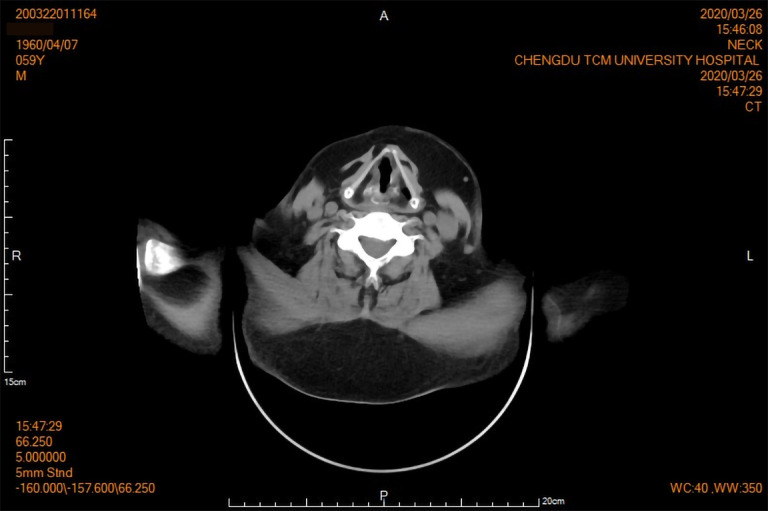 200322011164
1960/04/07
059Y
M
A
2020/03/26
15:46:08
NECK
CHENGDU TCM UNIVERSITY HOSPITAL
2020/03/26
15:47:29
CT
R
L
15cm
15:47:29
66.250
5.000000
5mm Stnd
-160.000\-157.600\66.250
P
20cm
WC:40 ,WW:350